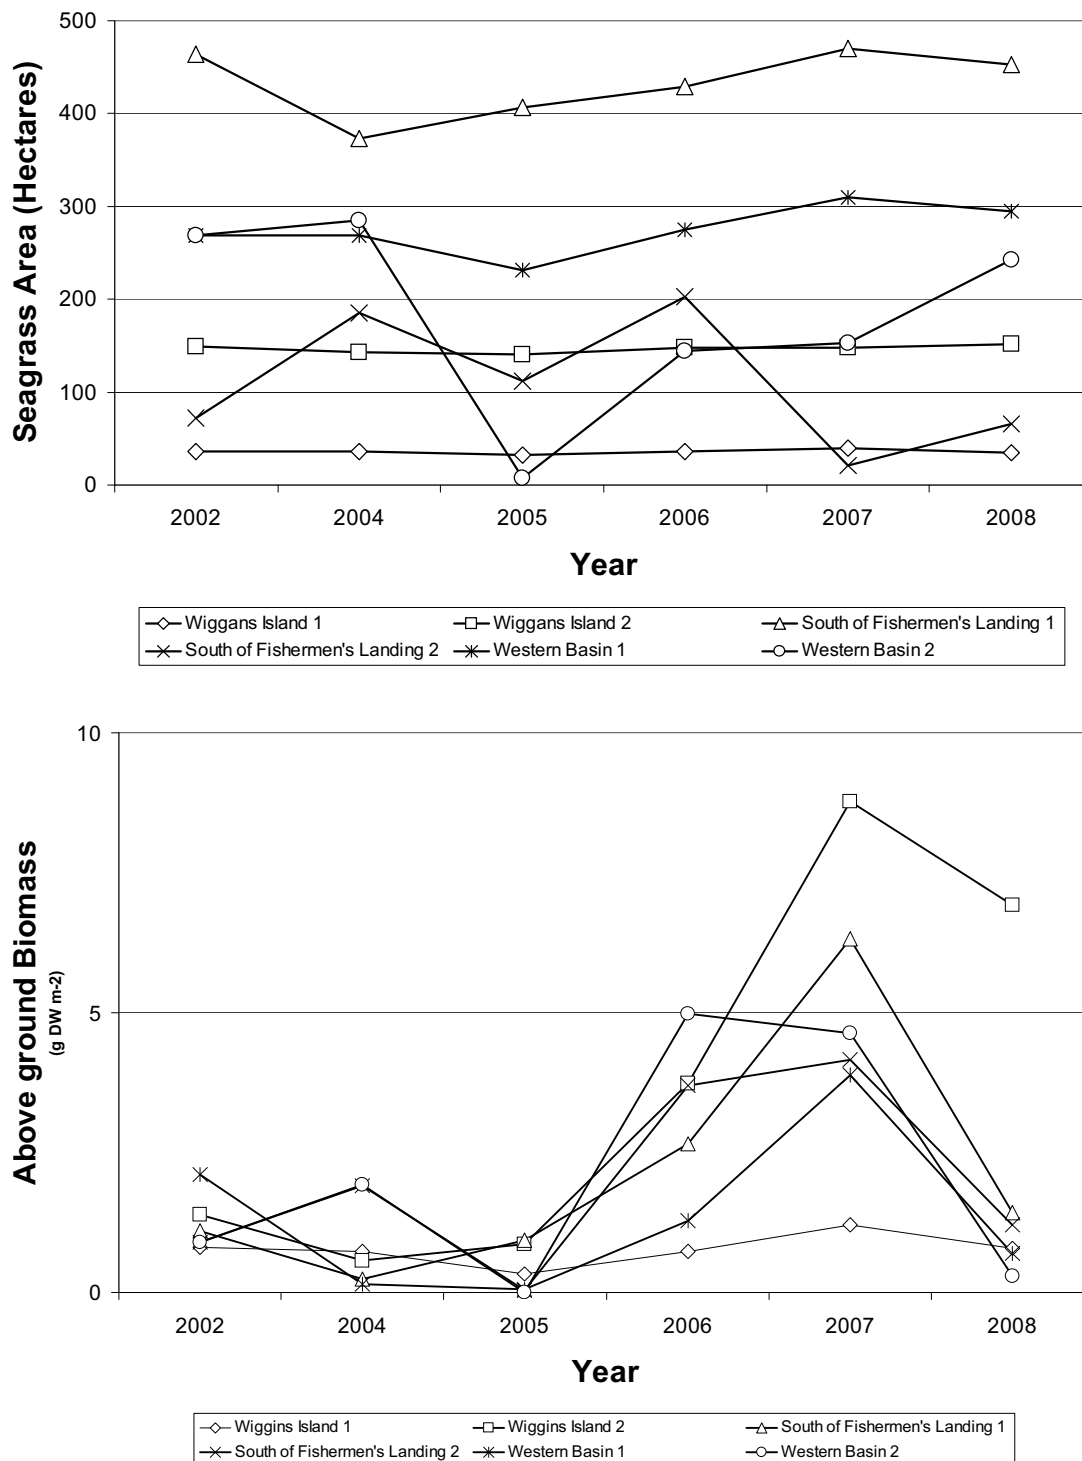 500
400
300
200
100
0
Seagrass Area (Hectares)
2002 2004 2005 2006 2007 2008
Year
Wiggans Island 1 Wiggans Island 2 South of Fishermen's Landing 1
South of Fishermen's Landing 2 Western Basin 1 Western Basin 2
10
5
0
Above ground Biomass
(g DW m-2)
2002 2004 2005 2006 2007 2008
Year
Wiggins Island 1 Wiggins Island 2 South of Fishermen's Landing 1
South of Fishermen's Landing 2 Western Basin 1 Western Basin 2